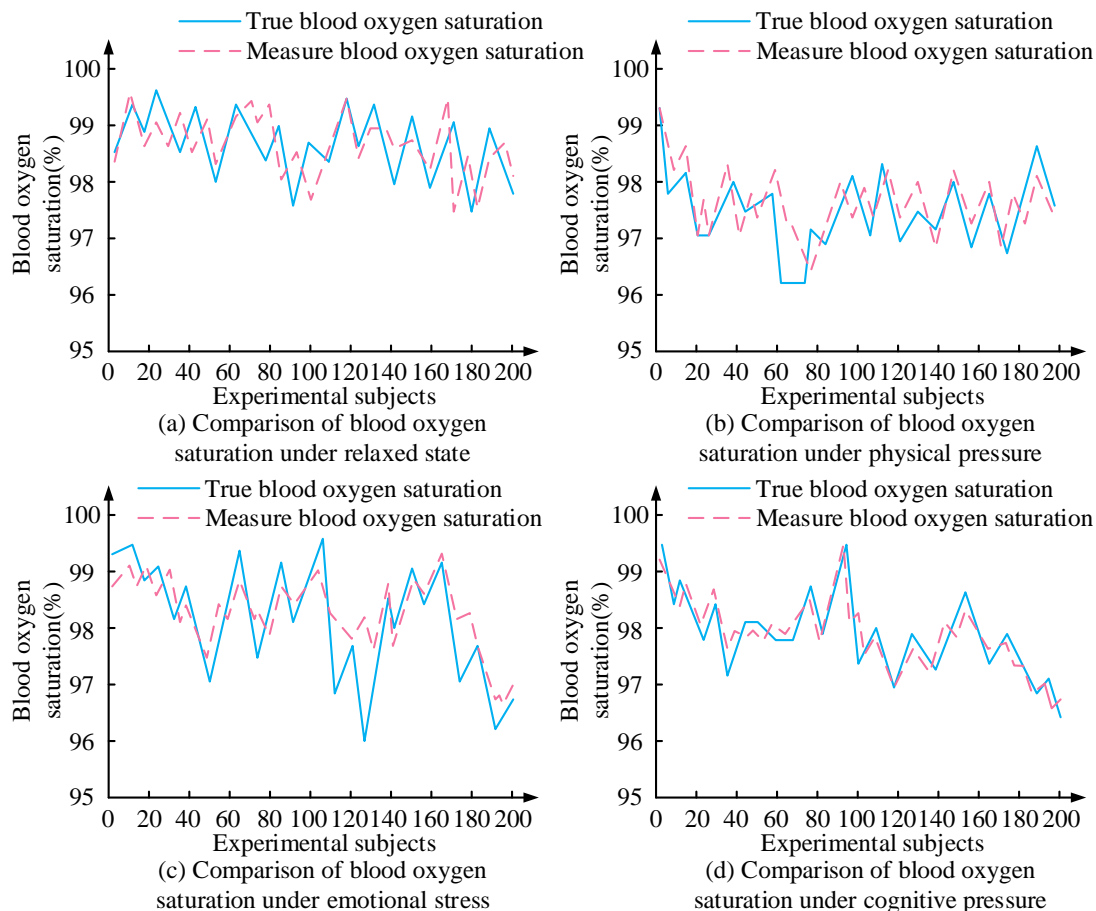 True blood oxygen saturation
Measure blood oxygen saturation
100
99
98
97
96
95
Blood oxygen
saturation(%)
0 20 40 60 80 100 120 140 160 180 200
Experimental subjects
(a) Comparison of blood oxygen
saturation under relaxed state
True blood oxygen saturation
Measure blood oxygen saturation
100
99
98
97
96
95
Blood oxygen
saturation(%)
0 20 40 60 80 100 120 140 160 180 200
Experimental subjects
(b) Comparison of blood oxygen
saturation under physical pressure
True blood oxygen saturation
Measure blood oxygen saturation
100
99
98
97
96
95
Blood oxygen
saturation(%)
0 20 40 60 80 100 120 140 160 180 200
Experimental subjects
(c) Comparison of blood oxygen
saturation under emotional stress
True blood oxygen saturation
Measure blood oxygen saturation
100
99
98
97
96
95
Blood oxygen
saturation(%)
0 20 40 60 80 100 120 140 160 180 200
Experimental subjects
(d) Comparison of blood oxygen
saturation under cognitive pressure